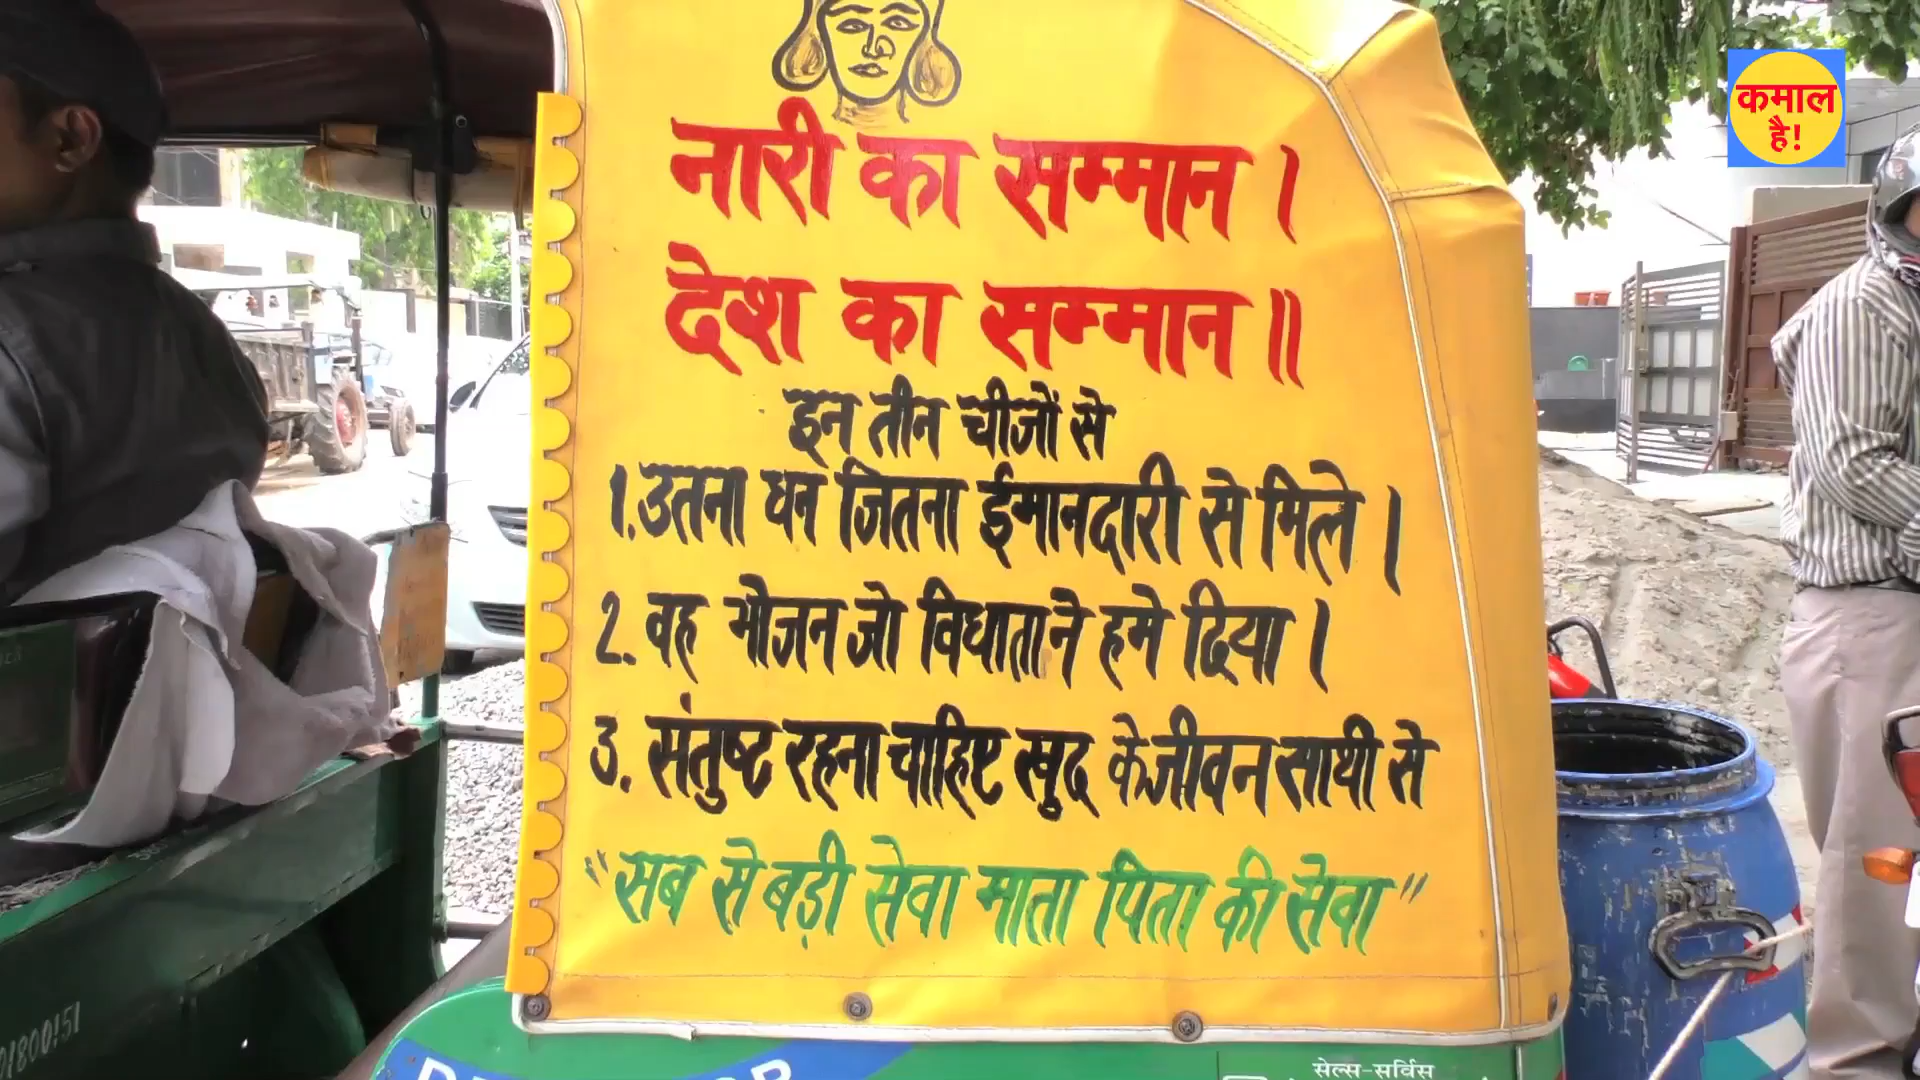 कमाल
है!
नारी का सम्मान ।
देश का सम्मान ॥
इन तीन चीजों से
1. उतना धन जितना ईमानदारी से मिले ।
2. वह भोजन जो विधाता ने हमे दिया ।
3. संतुष्ट रहना चाहिए खुद के जीवन साथी से
"सब से बड़ी सेवा माता पिता की सेवा"
01800151
सेल्स-सर्विस